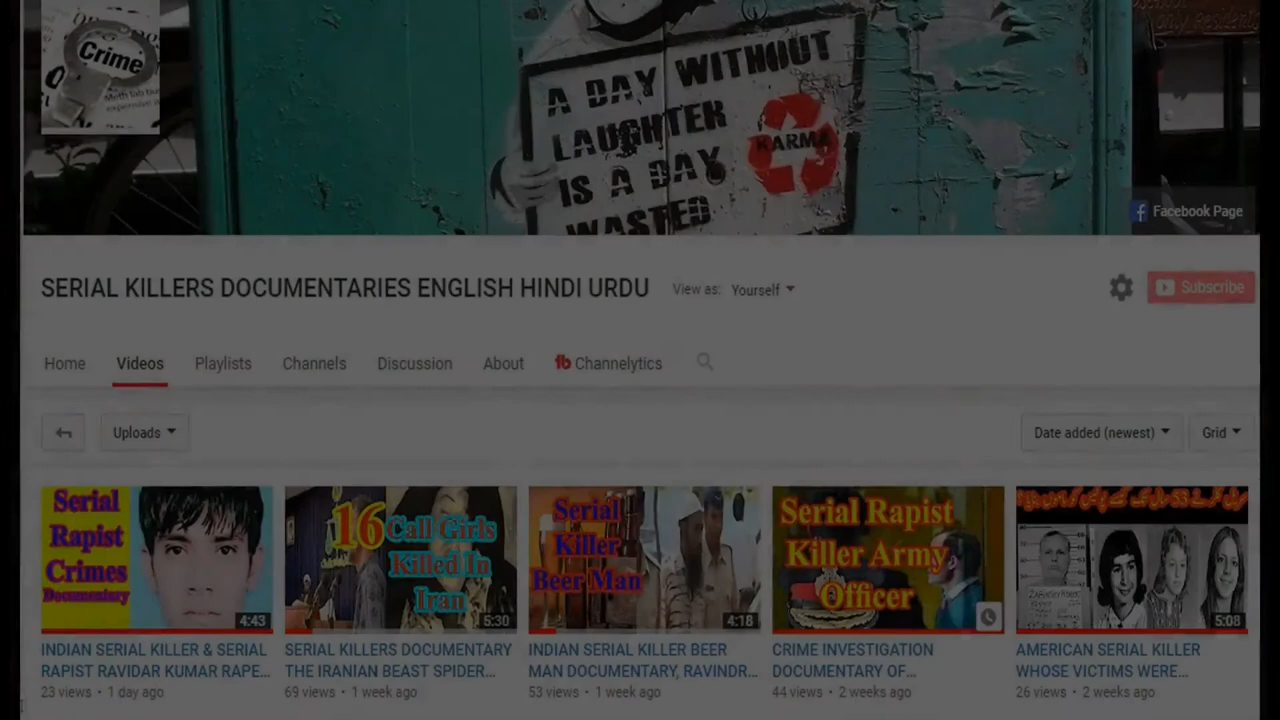 Crime
Meth lab
A DAY WITHOUT
LAUGHTER
IS A DAY
WASTED
KARMA
Facebook Page
SERIAL KILLERS DOCUMENTARIES ENGLISH HINDI URDU
View as: Yourself
Subscribe
Home Videos Playlists Channels Discussion About Channelytics
Uploads
Date added (newest) Grid
Serial
Rapist
Crimes
Documentary
4:43
16 Call Girls
Killed In
Iran
5:30
Serial
Killer
Beer Man
4:18
Serial Rapist
Killer Army
Officer
5:08
INDIAN SERIAL KILLER & SERIAL
RAPIST RAVIDAR KUMAR RAPE...
23 views • 1 day ago
SERIAL KILLERS DOCUMENTARY
THE IRANIAN BEAST SPIDER...
69 views • 1 week ago
INDIAN SERIAL KILLER BEER
MAN DOCUMENTARY, RAVINDR...
53 views • 1 week ago
CRIME INVESTIGATION
DOCUMENTARY OF...
44 views • 2 weeks ago
AMERICAN SERIAL KILLER
WHOSE VICTIMS WERE...
26 views • 2 weeks ago